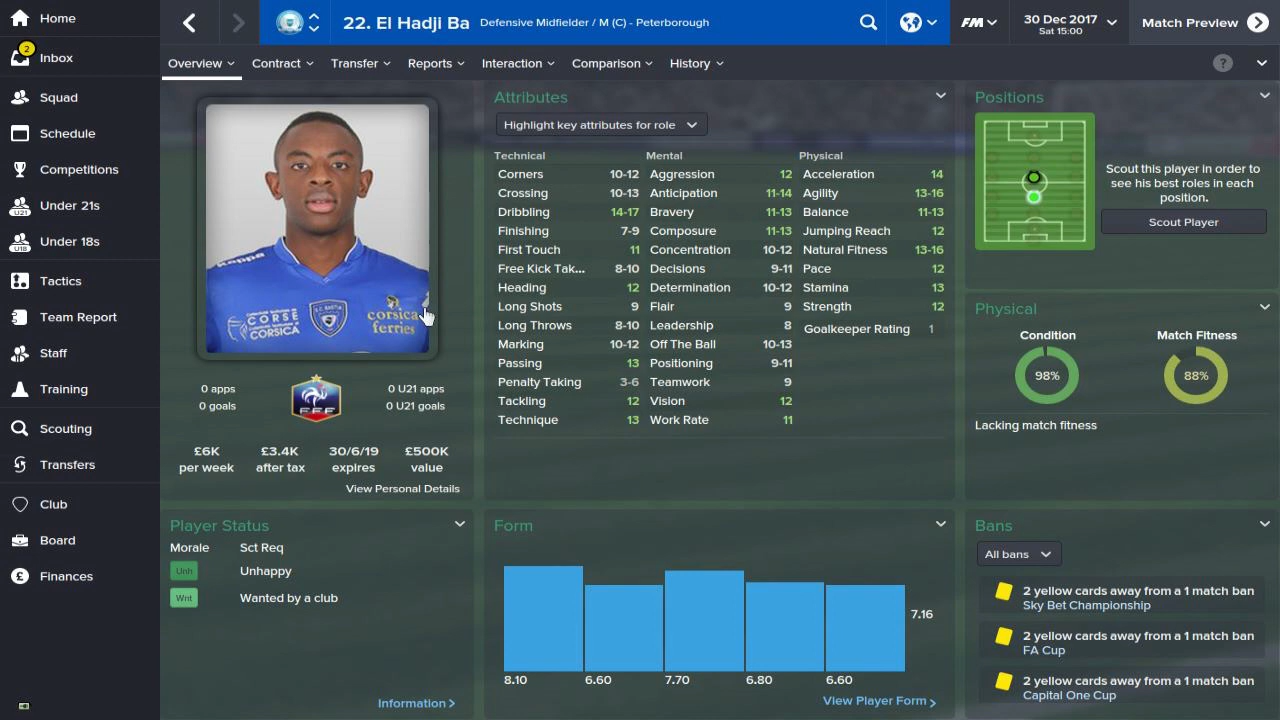 Home
22. El Hadji Ba
Defensive Midfielder / M (C) - Peterborough
FM
30 Dec 2017
Sat 15:00
Match Preview
2
Inbox
Squad
Schedule
Competitions
U21
Under 21s
U18
Under 18s
Tactics
Team Report
Staff
Training
Scouting
Transfers
Club
Board
£
Finances
Overview
Contract
Transfer
Reports
Interaction
Comparison
History
?
Kappa
CORSE
CORSICA
S.C. BASTIA
corsica
ferries
0 apps
0 goals
FFF
0 U21 apps
0 U21 goals
£6K
per week
£3.4K
after tax
30/6/19
expires
£500K
value
View Personal Details
Attributes
Highlight key attributes for role
Technical Mental Physical
Corners 10-12 Aggression 12 Acceleration 14
Crossing 10-13 Anticipation 11-14 Agility 13-16
Dribbling 14-17 Bravery 11-13 Balance 11-13
Finishing 7-9 Composure 11-13 Jumping Reach 12
First Touch 11 Concentration 10-12 Natural Fitness 13-16
Free Kick Tak... 8-10 Decisions 9-11 Pace 12
Heading 12 Determination 10-12 Stamina 13
Long Shots 9 Flair 9 Strength 12
Long Throws 8-10 Leadership 8 Goalkeeper Rating 1
Marking 10-12 Off The Ball 10-13
Passing 13 Positioning 9-11
Penalty Taking 3-6 Teamwork 9
Tackling 12 Vision 12
Technique 13 Work Rate 11
Positions
Scout this player in order to
see his best roles in each
position.
Scout Player
Physical
Condition
98%
Match Fitness
88%
Lacking match fitness
Player Status
Morale Sct Req
Unh Unhappy
Wnt Wanted by a club
Information >
Form
7.16
8.10 6.60 7.70 6.80 6.60
View Player Form >
Bans
All bans
2 yellow cards away from a 1 match ban
Sky Bet Championship
2 yellow cards away from a 1 match ban
FA Cup
2 yellow cards away from a 1 match ban
Capital One Cup